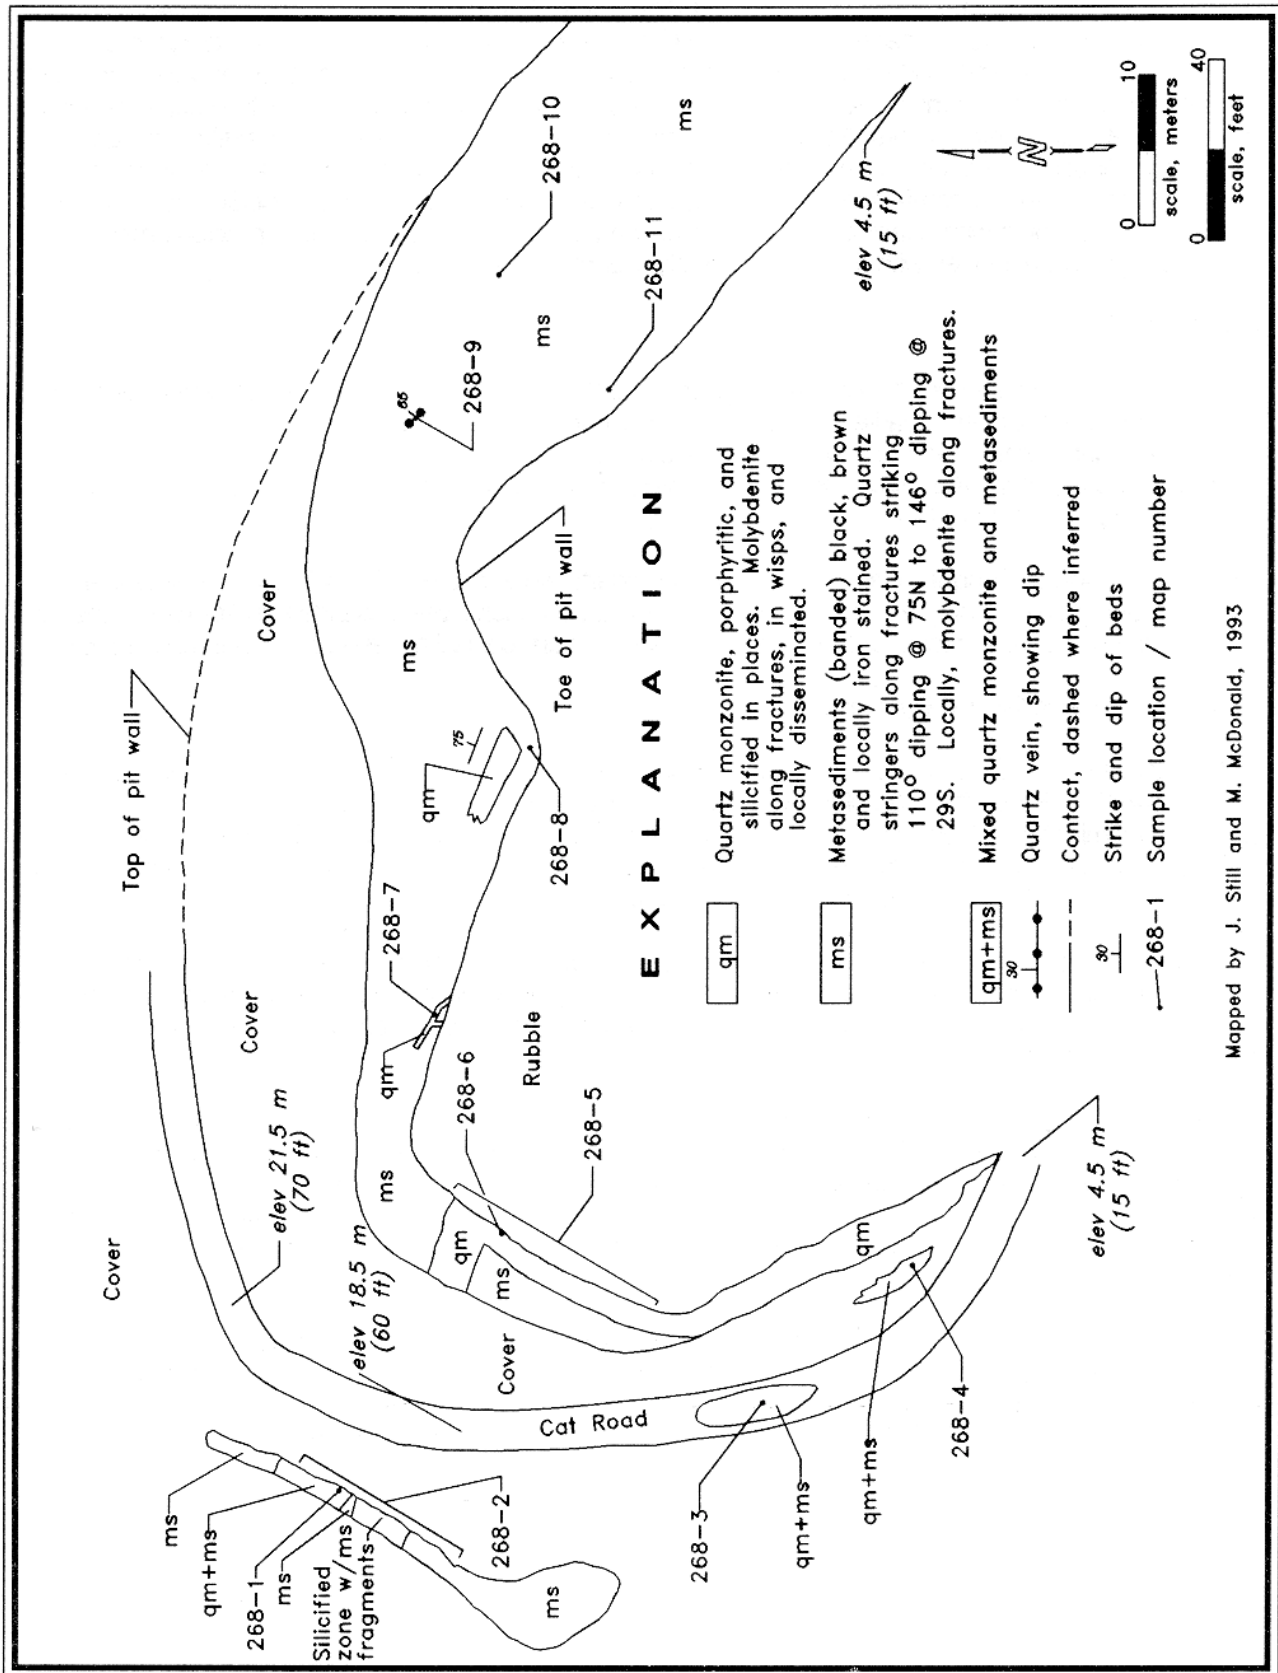 Cover
Top of pit wall
elev 21.5 m
(70 ft)
Cover
Cover
elev 18.5 m
(60 ft)
Cover
Cat Road
ms
qm+ms
268-1
ms
Silicified
zone w/ms
fragments
268-2
ms
268-3
qm+ms
qm+ms
268-4
ms
qm
ms
qm
268-6
268-5
Rubble
qm
268-7
ms
qm
75
268-8
Toe of pit wall
65
268-9
ms
268-10
268-11
ms
elev 4.5 m
(15 ft)
elev 4.5 m
(15 ft)
N
0 10
scale, meters
0 40
scale, feet
EXPLANATION
qm
Quartz monzonite, porphyritic, and
silicified in places. Molybdenite
along fractures, in wisps, and
locally disseminated.
ms
Metasediments (banded) black, brown
and locally iron stained. Quartz
stringers along fractures striking
110° dipping @ 75N to 146° dipping @
29S. Locally, molybdenite along fractures.
qm+ms
Mixed quartz monzonite and metasediments
30
Quartz vein, showing dip
Contact, dashed where inferred
30
Strike and dip of beds
268-1 Sample location / map number
Mapped by J. Still and M. McDonald, 1993